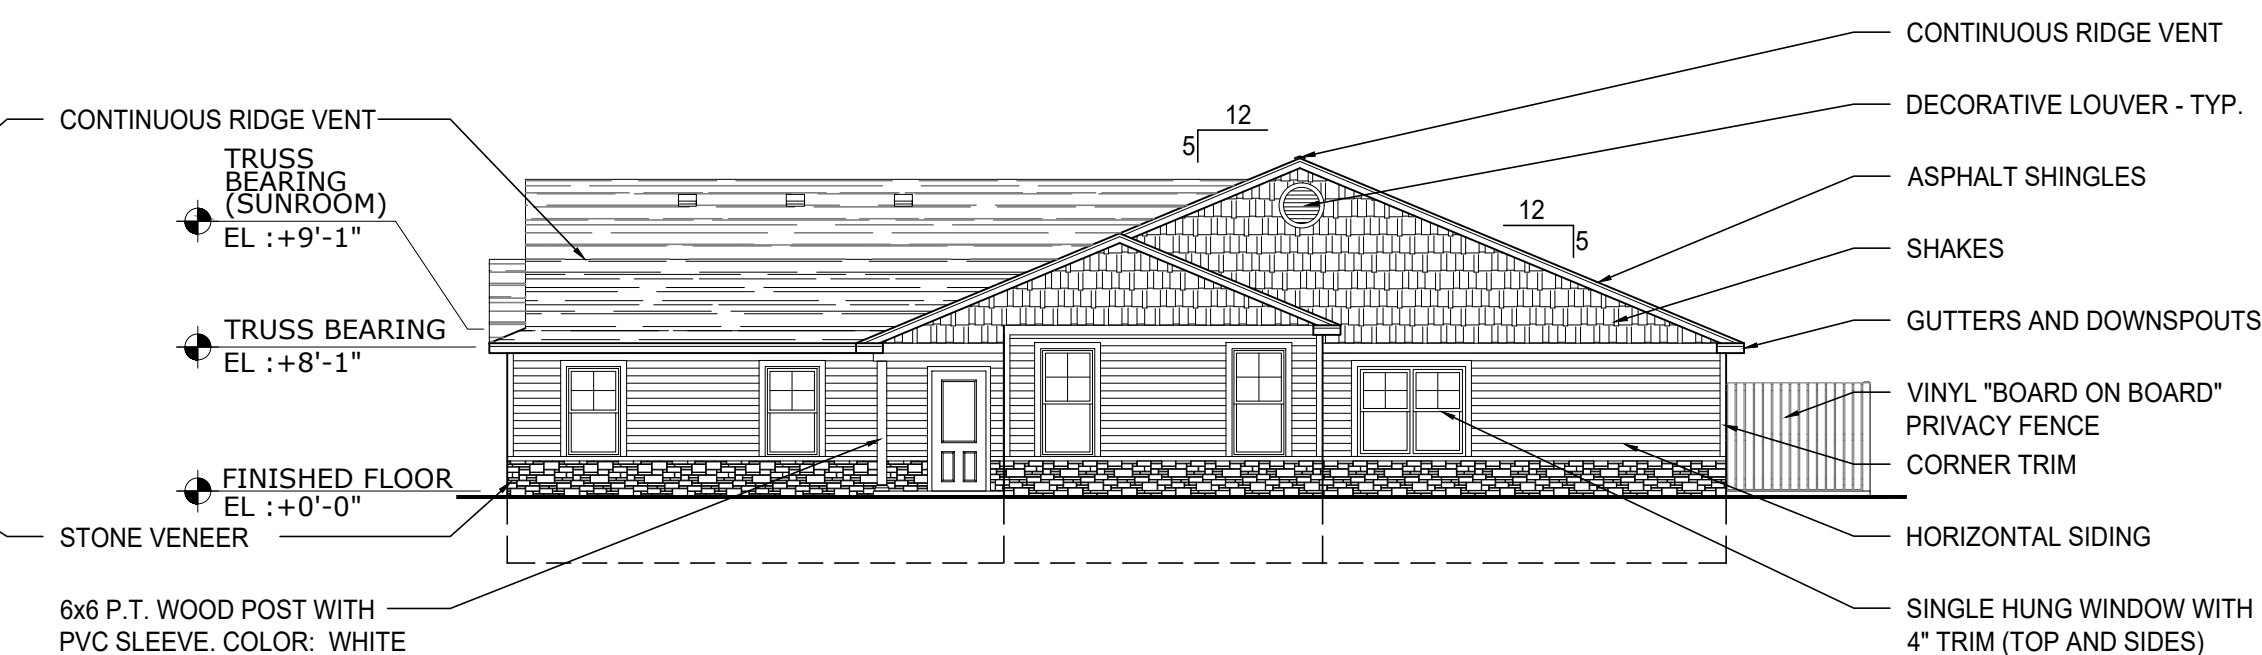 CONTINUOUS RIDGE VENT
TRUSS
BEARING
(SUNROOM)
EL :+9'-1"
TRUSS BEARING
EL :+8'-1"
FINISHED FLOOR
EL :+0'-0"
STONE VENEER
6x6 P.T. WOOD POST WITH
PVC SLEEVE. COLOR: WHITE
12
5
12
5
CONTINUOUS RIDGE VENT
DECORATIVE LOUVER - TYP.
ASPHALT SHINGLES
SHAKES
GUTTERS AND DOWNSPOUTS
VINYL "BOARD ON BOARD"
PRIVACY FENCE
CORNER TRIM
HORIZONTAL SIDING
SINGLE HUNG WINDOW WITH
4" TRIM (TOP AND SIDES)